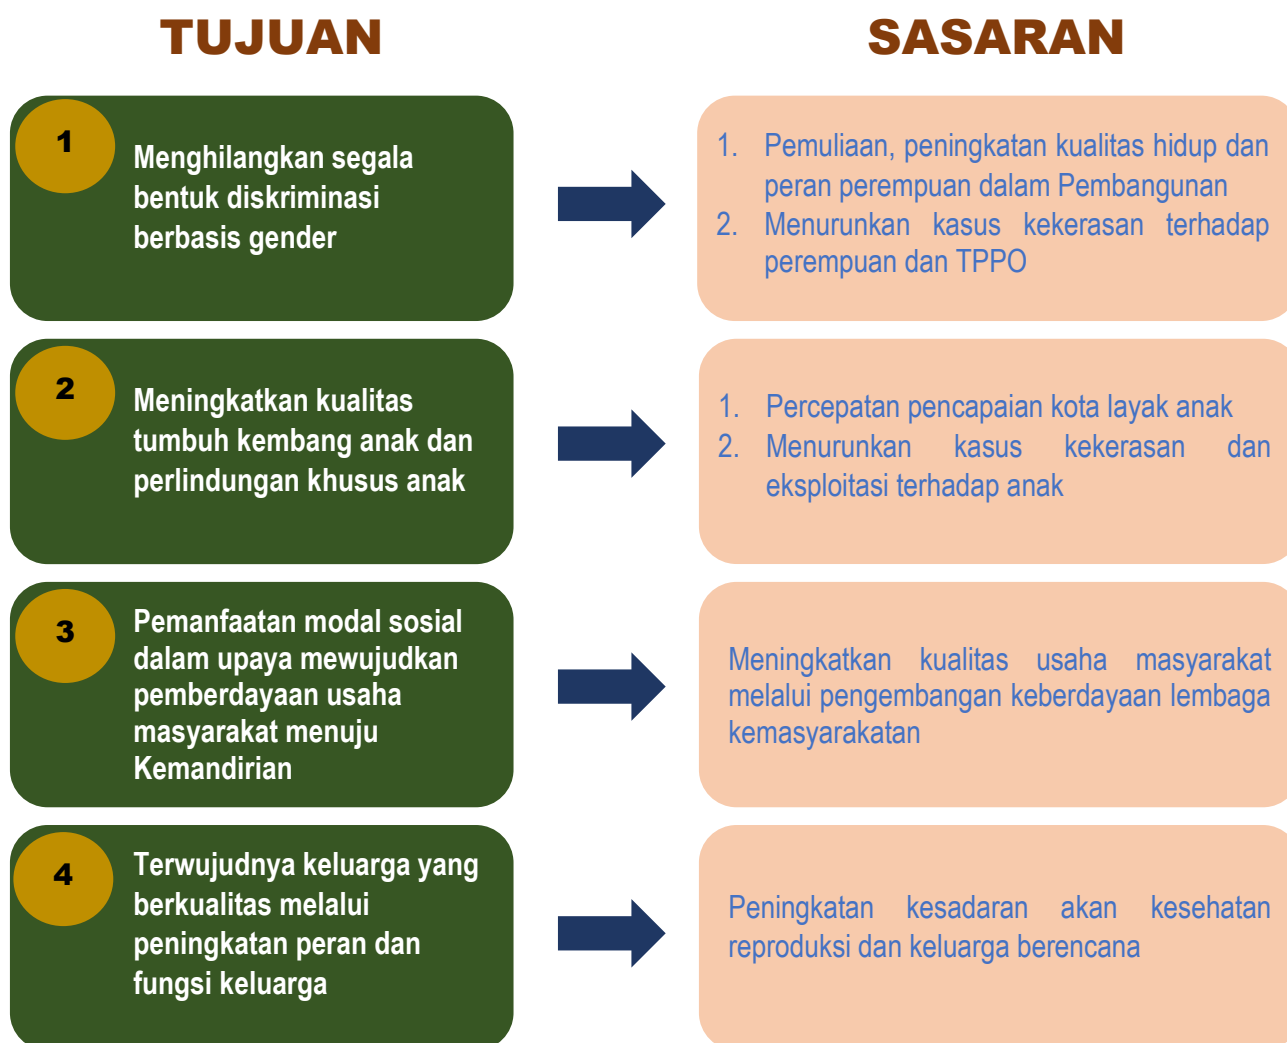 TUJUAN
SASARAN
1
Menghilangkan segala
bentuk diskriminasi
berbasis gender
1. Pemuliaan, peningkatan kualitas hidup dan
peran perempuan dalam Pembangunan
2. Menurunkan kasus kekerasan terhadap
perempuan dan TPPO
2
Meningkatkan kualitas
tumbuh kembang anak dan
perlindungan khusus anak
1. Percepatan pencapaian kota layak anak
2. Menurunkan kasus kekerasan dan
eksploitasi terhadap anak
3
Pemanfaatan modal sosial
dalam upaya mewujudkan
pemberdayaan usaha
masyarakat menuju
Kemandirian
Meningkatkan kualitas usaha masyarakat
melalui pengembangan keberdayaan lembaga
kemasyarakatan
4
Terwujudnya keluarga yang
berkualitas melalui
peningkatan peran dan
fungsi keluarga
Peningkatan kesadaran akan kesehatan
reproduksi dan keluarga berencana